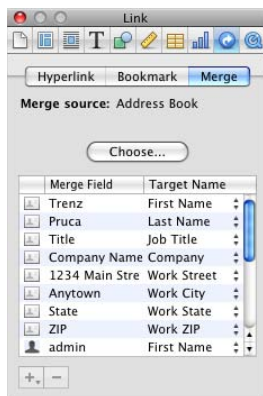 Link
Hyperlink Bookmark Merge
Merge source: Address Book
Choose...
Merge Field Target Name
Trenz First Name
Pruca Last Name
Title Job Title
Company Name Company
1234 Main Stre Work Street
Anytown Work City
State Work State
ZIP Work ZIP
admin First Name